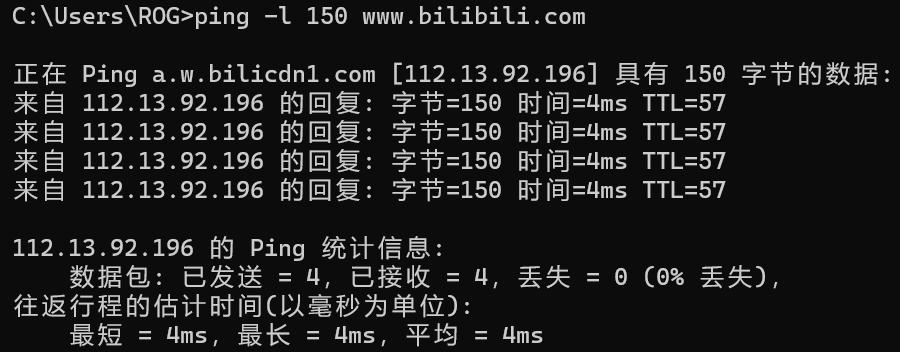 C:\Users\ROG>ping -l 150 www.bilibili.com
正在 Ping a.w.bilicdn1.com [112.13.92.196] 具有 150 字节的数据:
来自 112.13.92.196 的回复: 字节=150 时间=4ms TTL=57
来自 112.13.92.196 的回复: 字节=150 时间=4ms TTL=57
来自 112.13.92.196 的回复: 字节=150 时间=4ms TTL=57
来自 112.13.92.196 的回复: 字节=150 时间=4ms TTL=57
112.13.92.196 的 Ping 统计信息:
数据包: 已发送 = 4, 已接收 = 4, 丢失 = 0 (0% 丢失),
往返行程的估计时间(以毫秒为单位):
最短 = 4ms, 最长 = 4ms, 平均 = 4ms